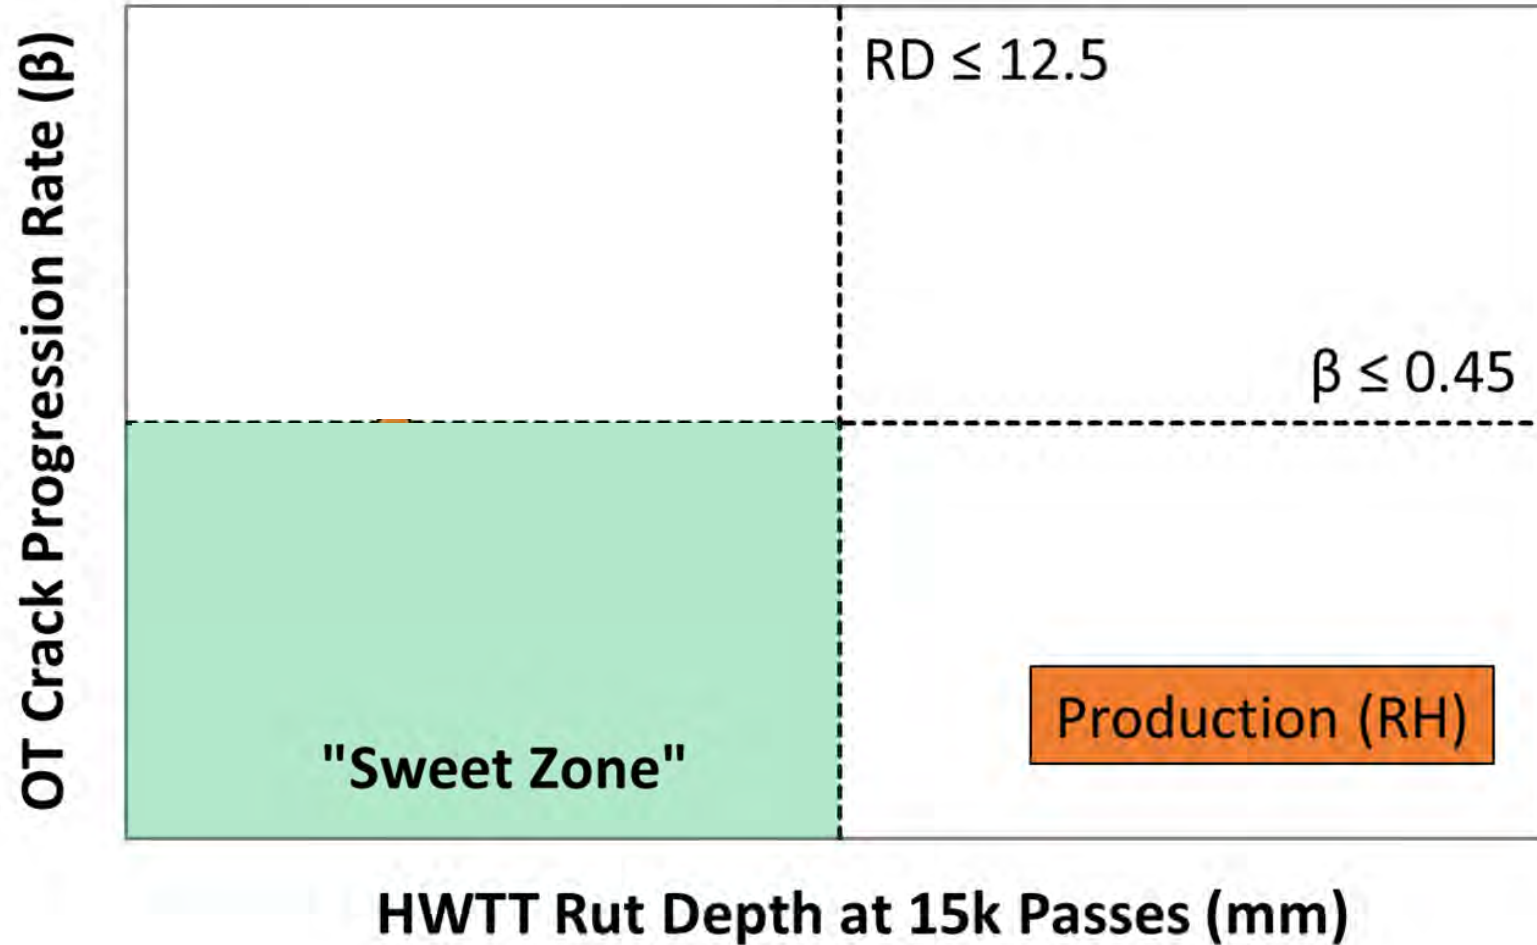 OT Crack Progression Rate (β)
RD ≤ 12.5
β ≤ 0.45
"Sweet Zone"
Production (RH)
HWTT Rut Depth at 15k Passes (mm)